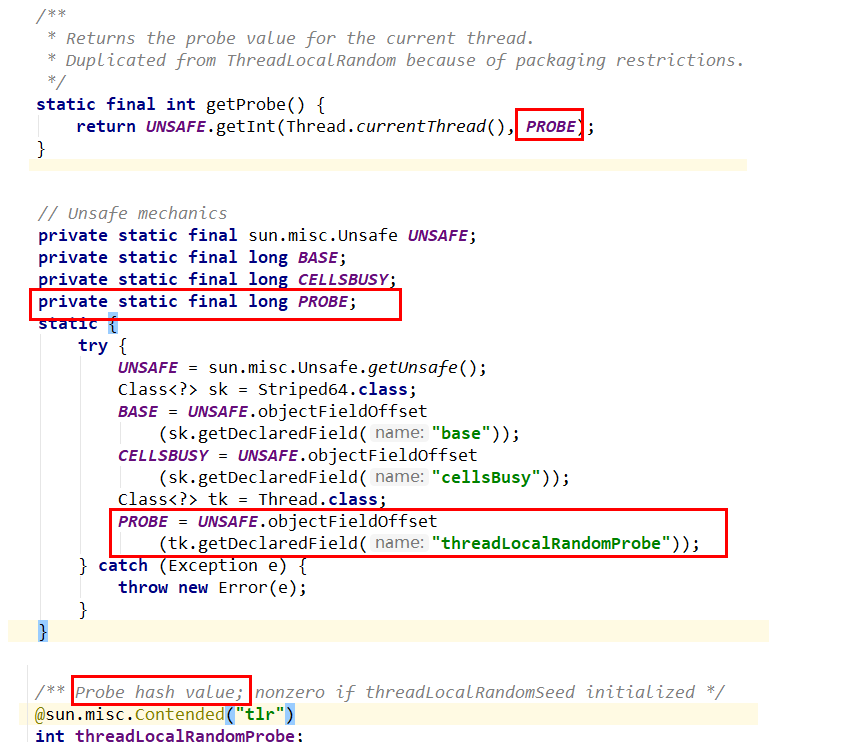 /**
 * Returns the probe value for the current thread.
 * Duplicated from ThreadLocalRandom because of packaging restrictions.
 */
static final int getProbe() {
    return UNSAFE.getInt(Thread.currentThread(), PROBE);
}
// Unsafe mechanics
private static final sun.misc.Unsafe UNSAFE;
private static final long BASE;
private static final long CELLSBUSY;
private static final long PROBE;
static {
    try {
        UNSAFE = sun.misc.Unsafe.getUnsafe();
        Class<?> sk = Striped64.class;
        BASE = UNSAFE.objectFieldOffset
            (sk.getDeclaredField( name: "base"));
        CELLSBUSY = UNSAFE.objectFieldOffset
            (sk.getDeclaredField( name: "cellsBusy"));
        Class<?> tk = Thread.class;
        PROBE = UNSAFE.objectFieldOffset
            (tk.getDeclaredField( name: "threadLocalRandomProbe"));
    } catch (Exception e) {
        throw new Error(e);
    }
}
/** Probe hash value; nonzero if threadLocalRandomSeed initialized */
@sun.misc.Contended("tlr")
int threadLocalRandomProbe;